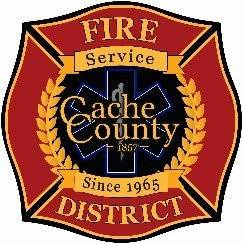 FIRE
Service
Cache
County
- 1857 -
Since 1965
DISTRICT